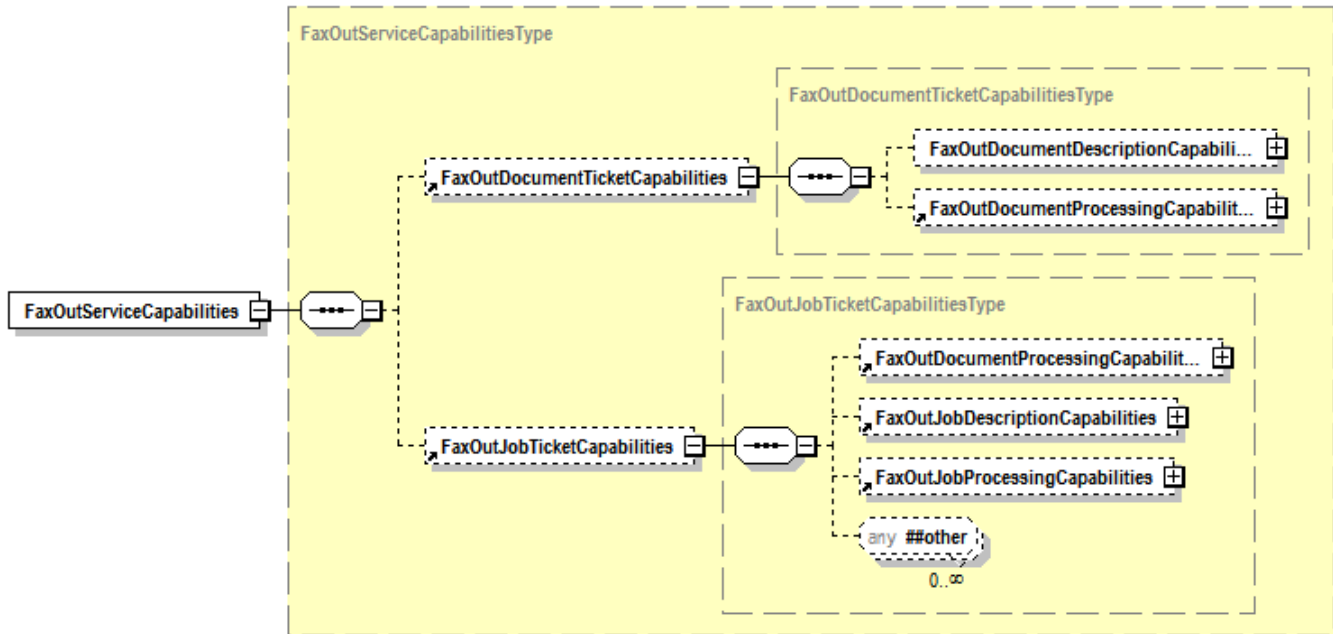 FaxOutServiceCapabilitiesType
FaxOutDocumentTicketCapabilitiesType
FaxOutDocumentDescriptionCapabili...
FaxOutDocumentTicketCapabilities
FaxOutDocumentProcessingCapabilit...
FaxOutServiceCapabilities
FaxOutJobTicketCapabilitiesType
FaxOutDocumentProcessingCapabilit...
FaxOutJobDescriptionCapabilities
FaxOutJobTicketCapabilities
FaxOutJobProcessingCapabilities
any ##other
0..∞